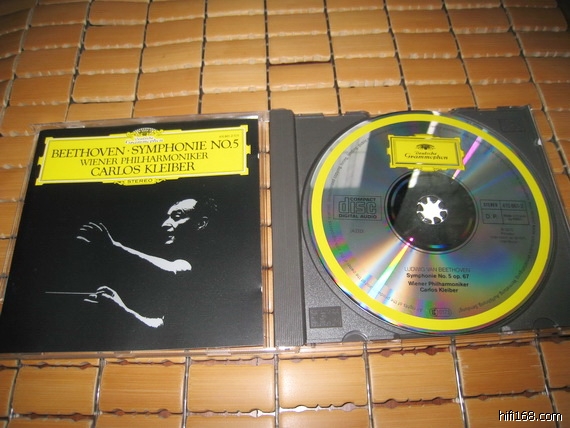 BEETHOVEN · SYMPHONIE NO.5
WIENER PHILHARMONIKER
CARLOS KLEIBER
STEREO
Deutsche
Grammophon
COMPACT
disc
DIGITAL AUDIO
LUDWIG VAN BEETHOVEN
Symphonie No. 5 op. 67
Wiener Philharmoniker
Carlos Kleiber
hifi168.com